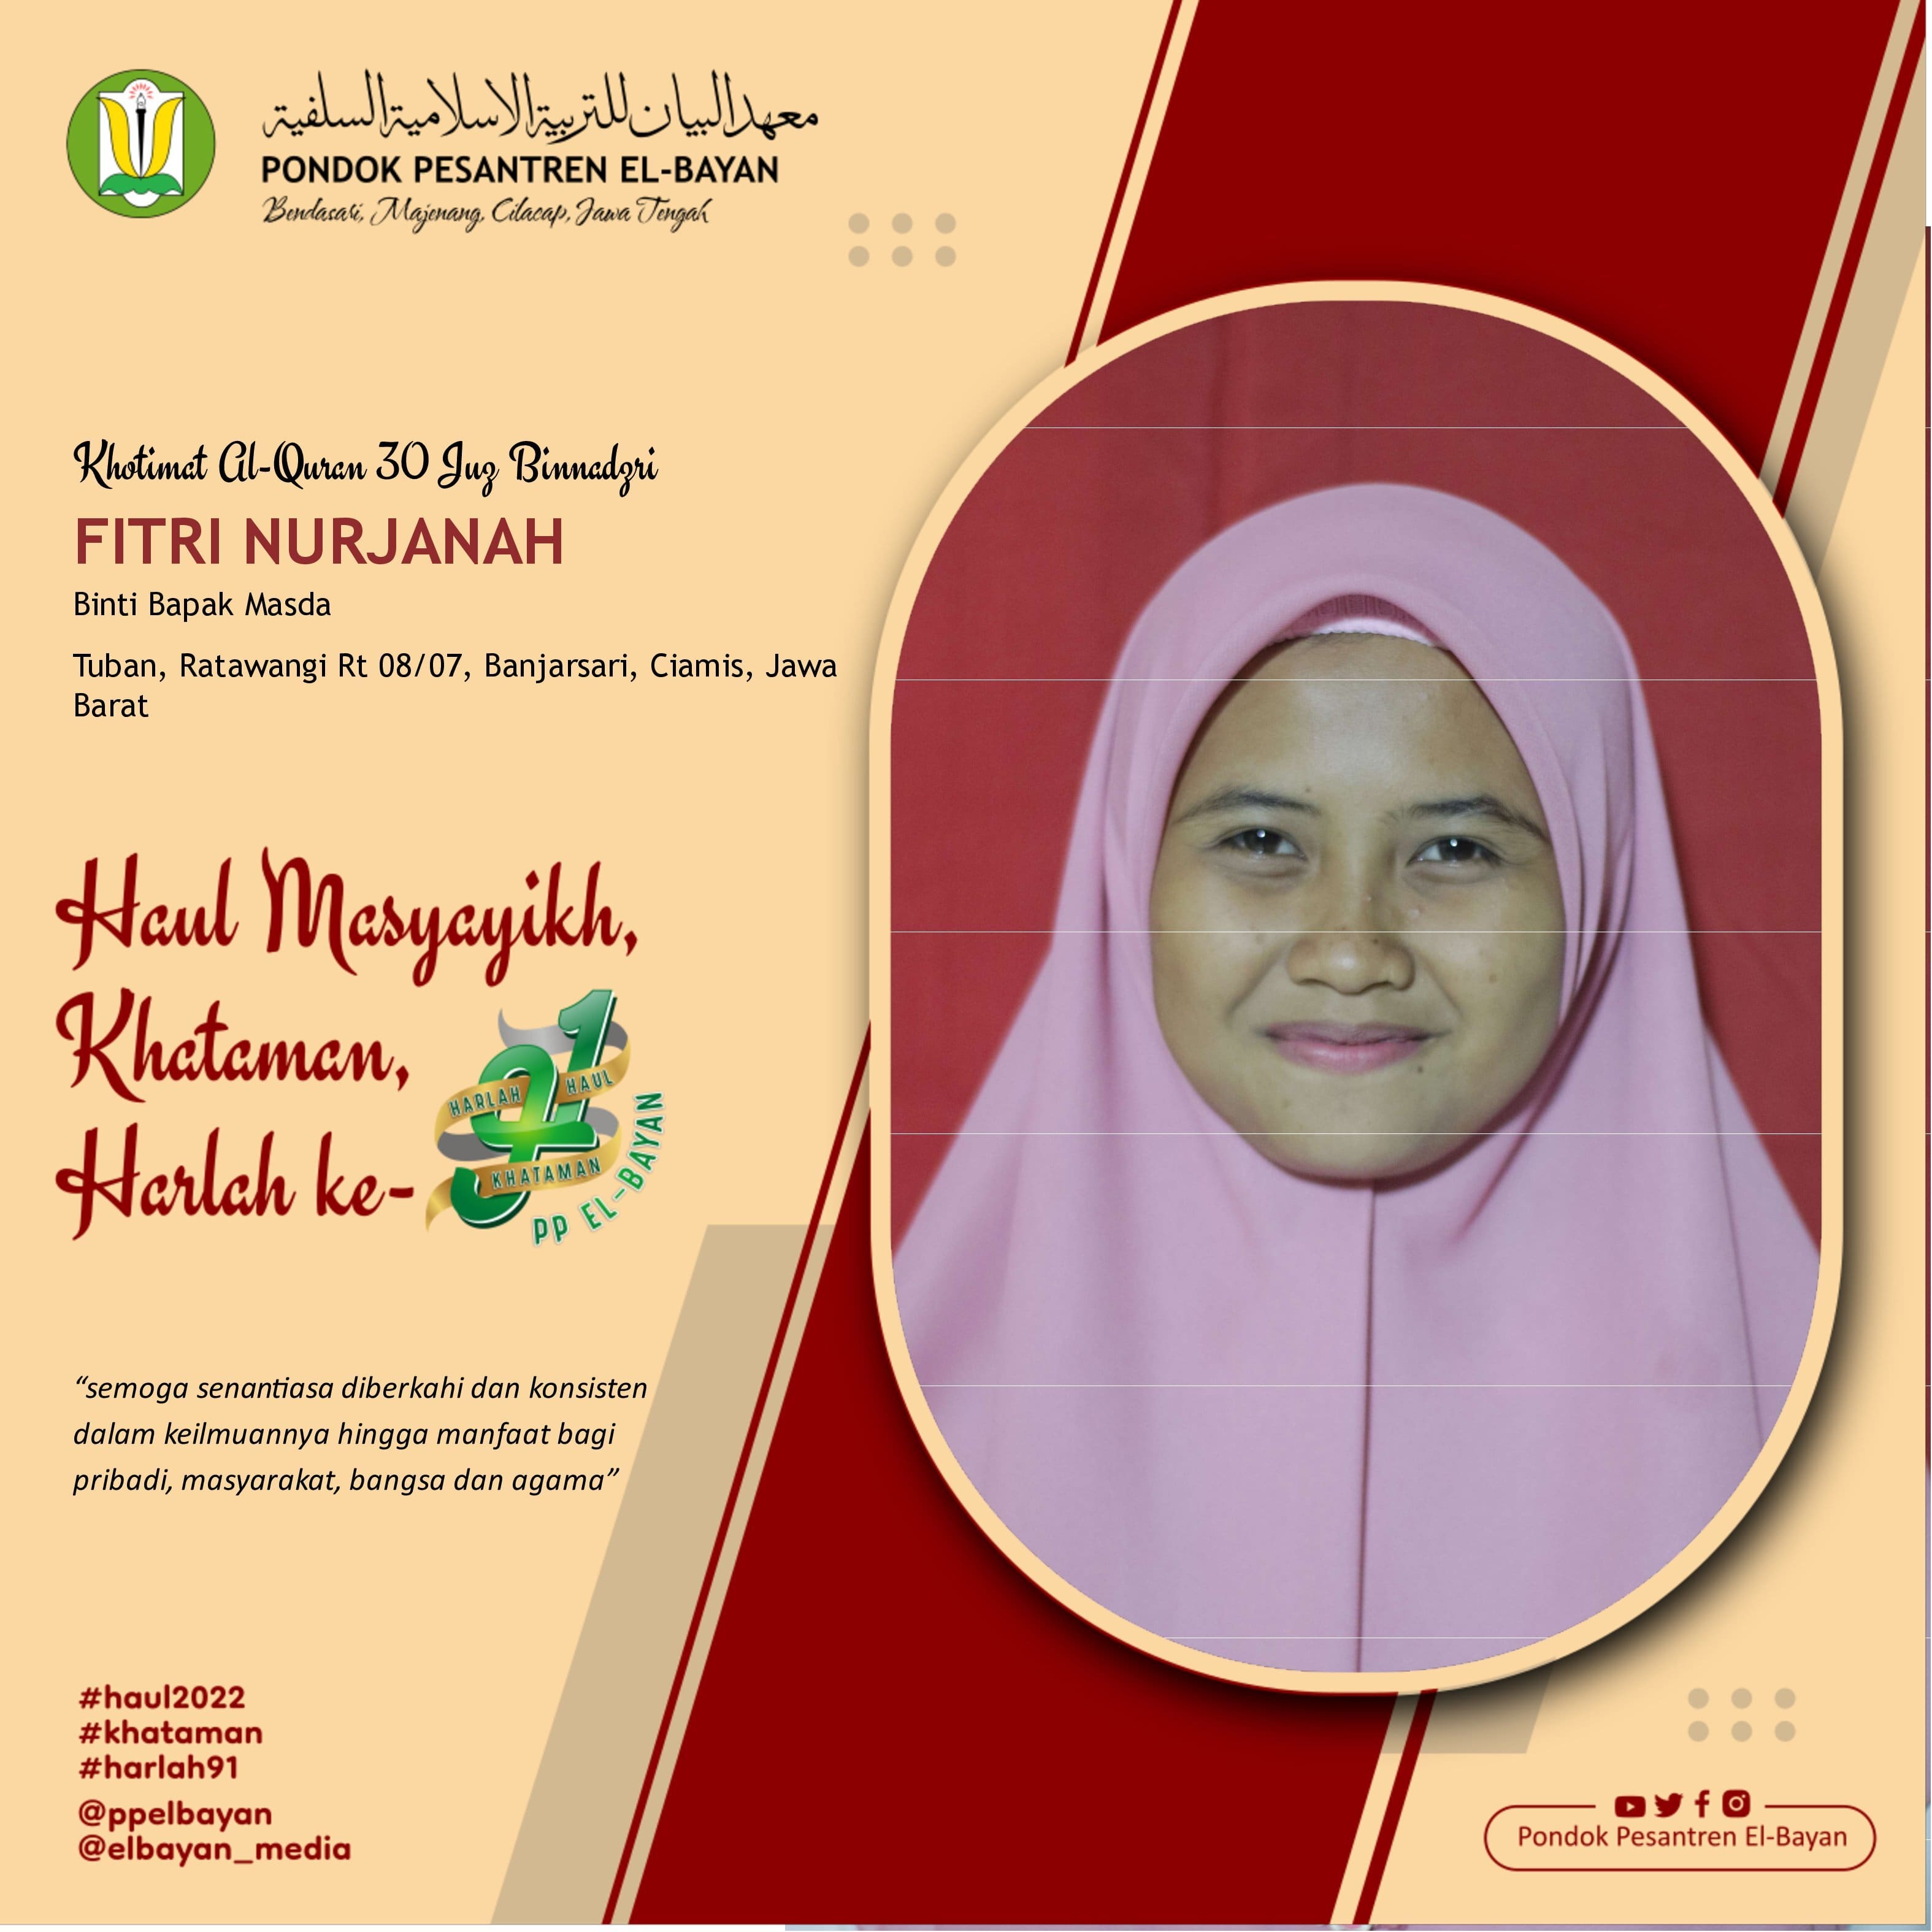 معهد البيان للتربية الاسلامية السلفية
PONDOK PESANTREN EL-BAYAN
Bendasari, Majenang, Cilacap, Jawa Tengah
Khotimat Al-Quran 30 Juz Binnadzri
FITRI NURJANAH
Binti Bapak Masda
Tuban, Ratawangi Rt 08/07, Banjarsari, Ciamis, Jawa
Barat
Haul Masyayikh,
Khataman,
Harlah ke-
91
HARLAH HAUL
KHATAMAN
PP EL-BAYAN
“semoga senantiasa diberkahi dan konsisten
dalam keilmuannya hingga manfaat bagi
pribadi, masyarakat, bangsa dan agama”
#haul2022
#khataman
#harlah91
@ppelbayan
@elbayan_media
Pondok Pesantren El-Bayan